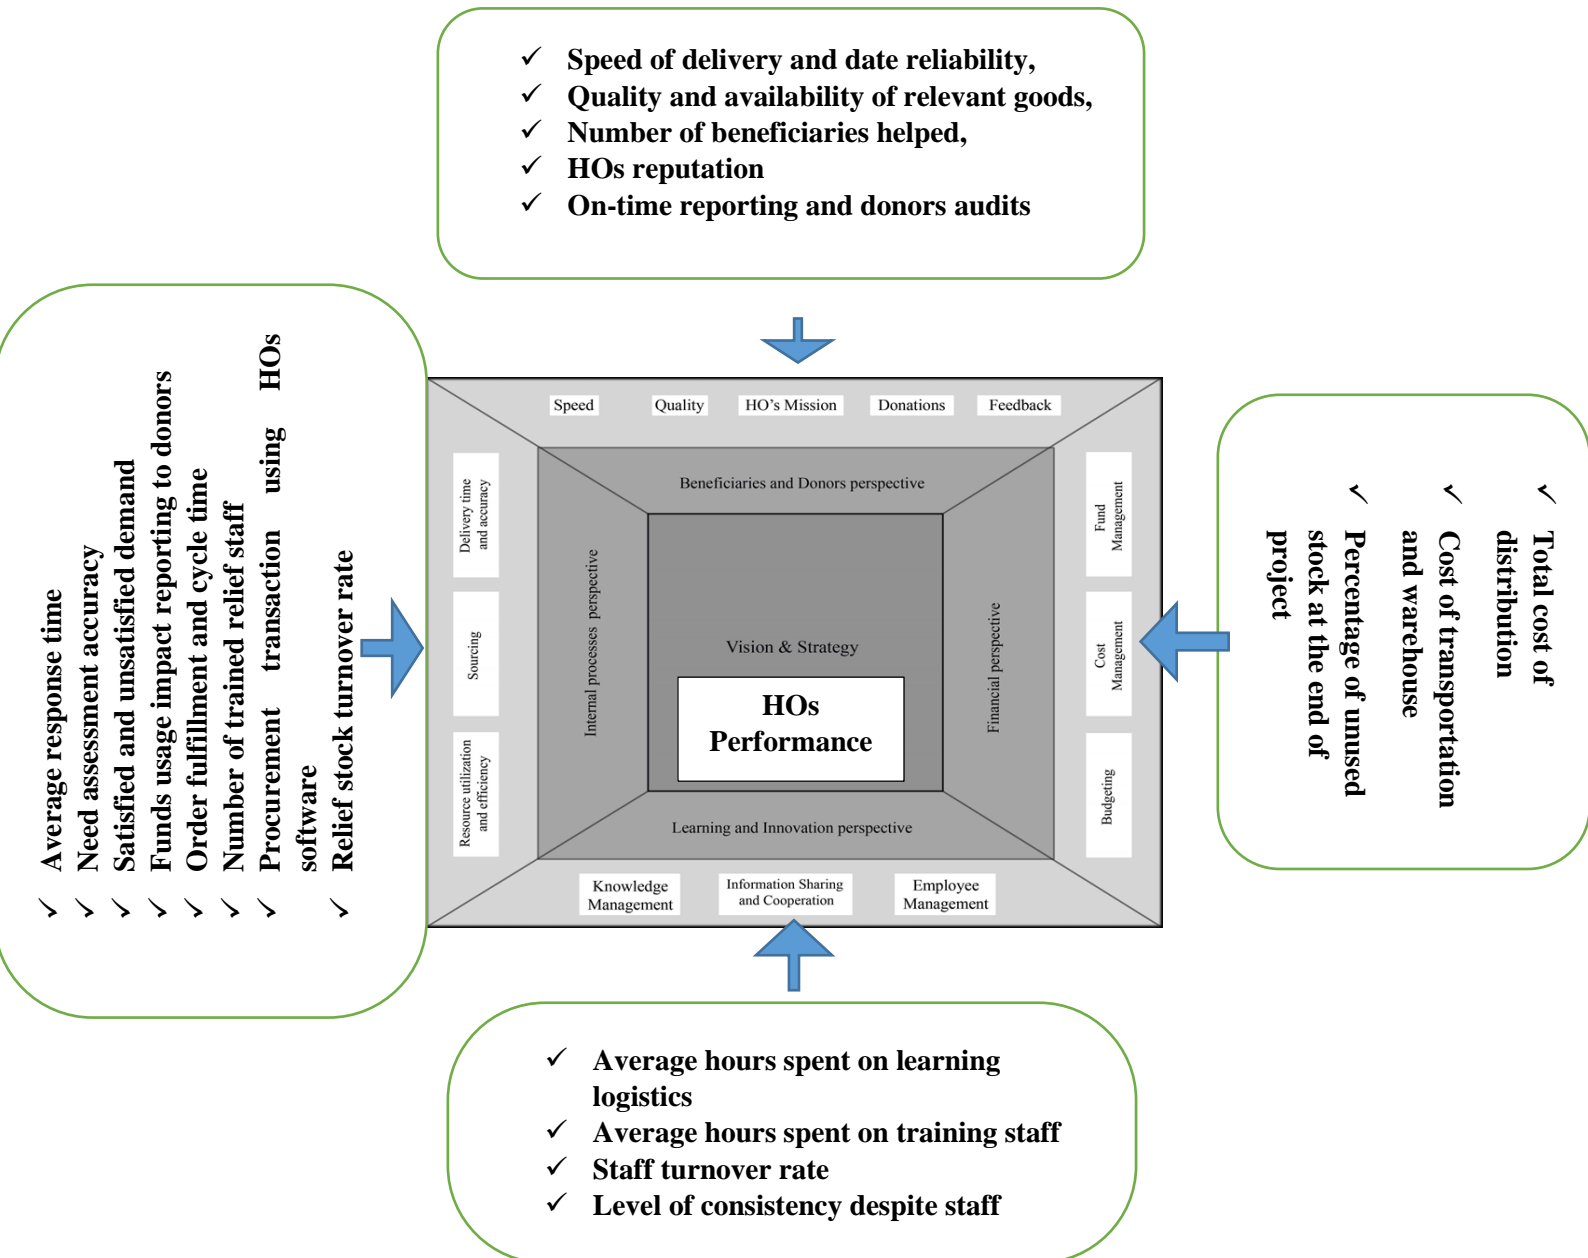 ✓ Speed of delivery and date reliability,
✓ Quality and availability of relevant goods,
✓ Number of beneficiaries helped,
✓ HOs reputation
✓ On-time reporting and donors audits
✓ Average response time
✓ Need assessment accuracy
✓ Satisfied and unsatisfied demand
✓ Funds usage impact reporting to donors
✓ Order fulfillment and cycle time
✓ Number of trained relief staff
✓ Procurement transaction using HOs
software
✓ Relief stock turnover rate
Speed
Quality
HO's Mission
Donations
Feedback
Delivery time
and accuracy
Sourcing
Resource utilization
and efficiency
Beneficiaries and Donors perspective
Internal processes perspective
Vision & Strategy
HOs
Performance
Financial perspective
Learning and Innovation perspective
Fund
Management
Cost
Management
Budgeting
Knowledge
Management
Information Sharing
and Cooperation
Employee
Management
✓ Total cost of
distribution
✓ Cost of transportation
and warehouse
✓ Percentage of unused
stock at the end of
project
✓ Average hours spent on learning
logistics
✓ Average hours spent on training staff
✓ Staff turnover rate
✓ Level of consistency despite staff